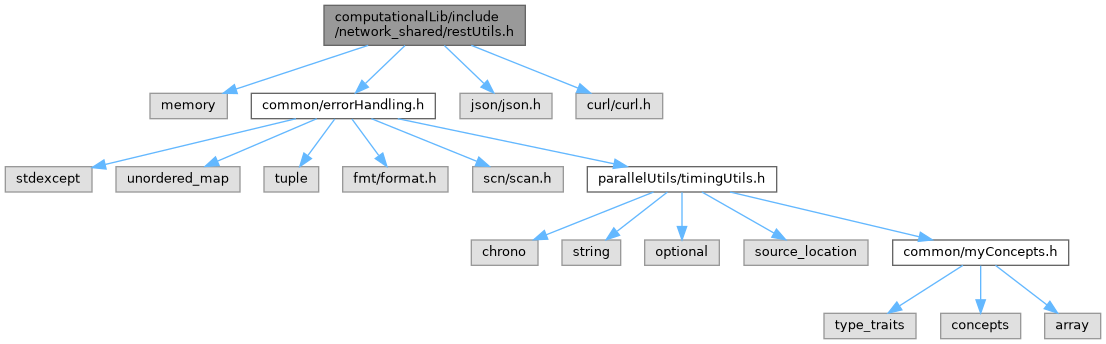 computationalLib/include
/network_shared/restUtils.h
memory
common/errorHandling.h
json/json.h
curl/curl.h
stdexcept
unordered_map
tuple
fmt/format.h
scn/scan.h
parallelUtils/timingUtils.h
chrono
string
optional
source_location
common/myConcepts.h
type_traits
concepts
array